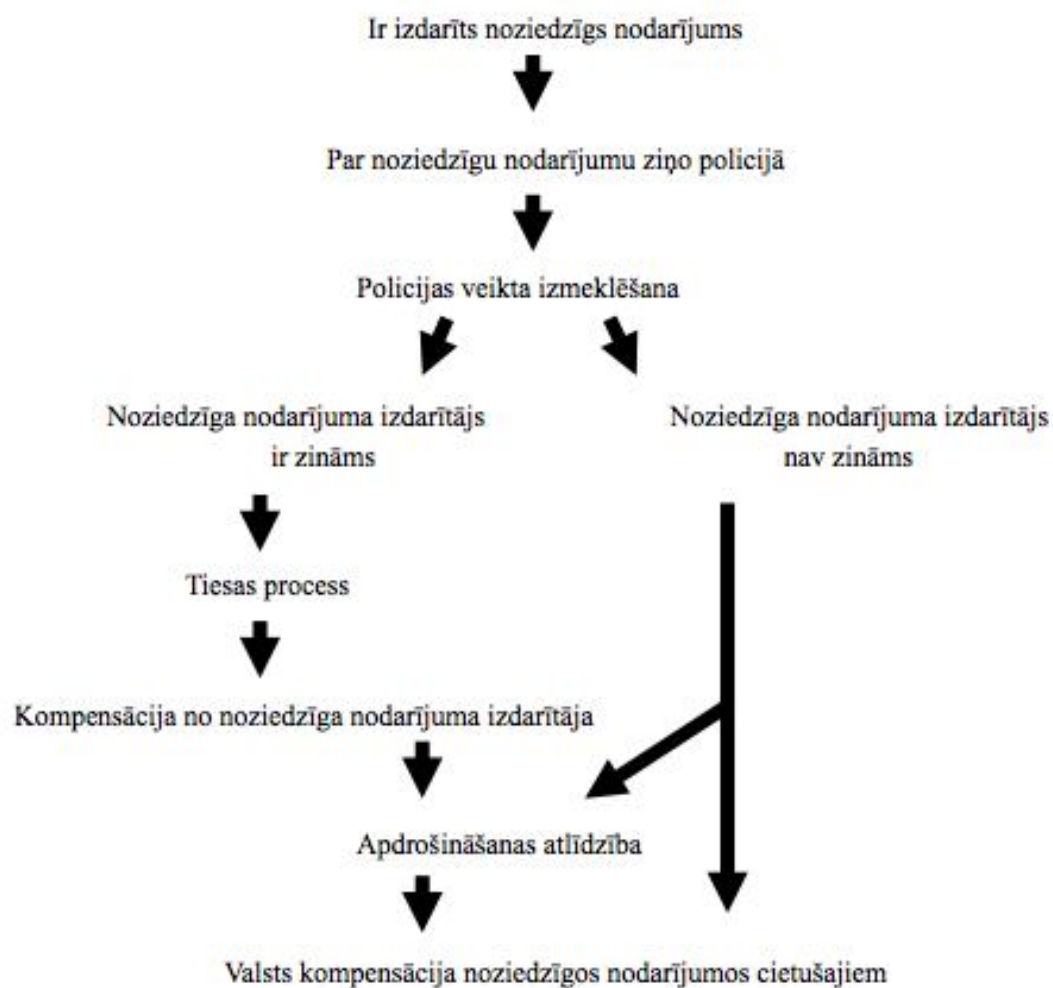 Ir izdarīts noziedzīgs nodarījums
Par noziedzīgu nodarījumu ziņo policijā
Policijas veikta izmeklēšana
Noziedzīga nodarījuma izdarītājs
ir zināms
Noziedzīga nodarījuma izdarītājs
nav zināms
Tiesas process
Kompensācija no noziedzīga nodarījuma izdarītāja
Apdrošināšanas atlīdzība
Valsts kompensācija noziedzīgos nodarījumos cietušajiem